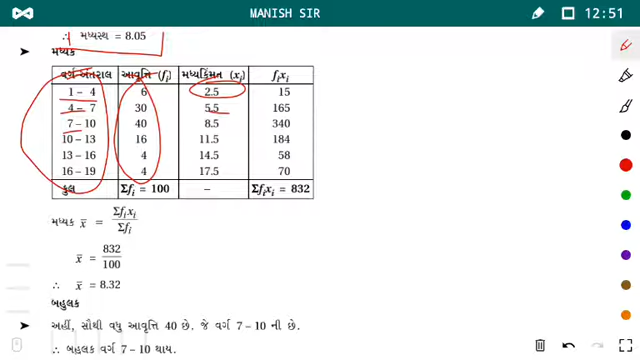 MANISH SIR
12:51
∴ મધ્યસ્થ = 8.05
➤ મધ્યક
વર્ગ અંતરાલ આવૃત્તિ (fi) મધ્યકિંમત (xi) fixi
1 – 4 6 2.5 15
4 – 7 30 5.5 165
7 – 10 40 8.5 340
10 – 13 16 11.5 184
13 – 16 4 14.5 58
16 – 19 4 17.5 70
કુલ Σfi = 100 – Σfixi = 832
મધ્યક x̄ = Σfixi / Σfi
x̄ = 832 / 100
∴ x̄ = 8.32
બહુલક
➤ અહીં, સૌથી વધુ આવૃત્તિ 40 છે. જે વર્ગ 7 – 10 ની છે.
∴ બહુલક વર્ગ 7 – 10 થાય.